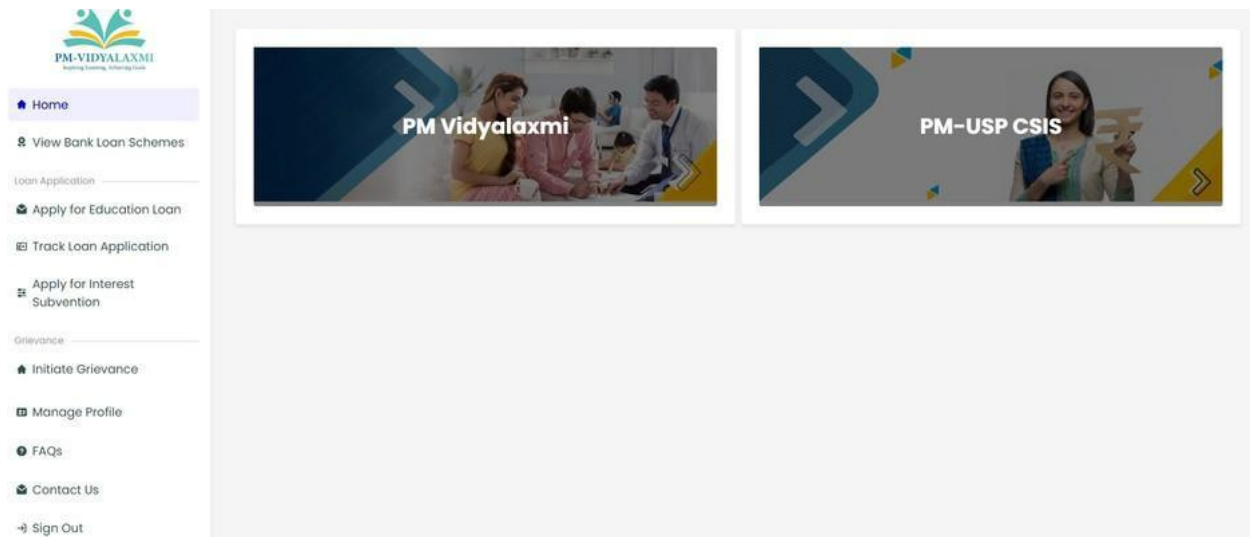 PM-VIDYALAXMI
Home
View Bank Loan Schemes
Loan Application
Apply for Education Loan
Track Loan Application
Apply for Interest
Subvention
Grievance
Initiate Grievance
Manage Profile
FAQs
Contact Us
Sign Out
PM Vidyalaxmi
PM-USP CSIS